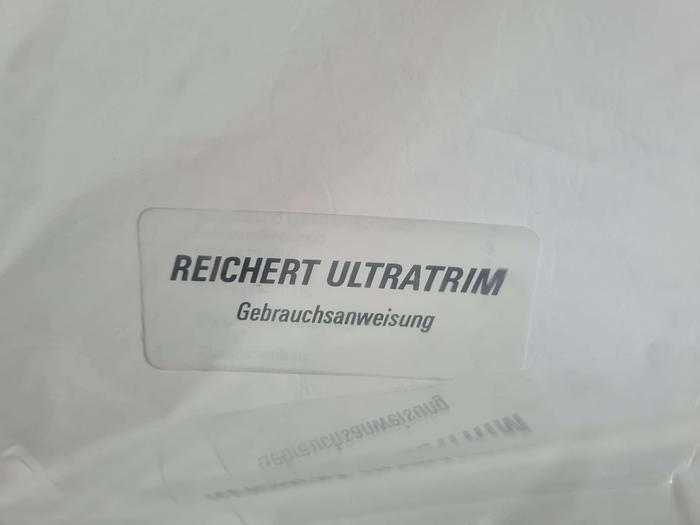 REICHERT ULTRATRIM
Gebrauchsanweisung